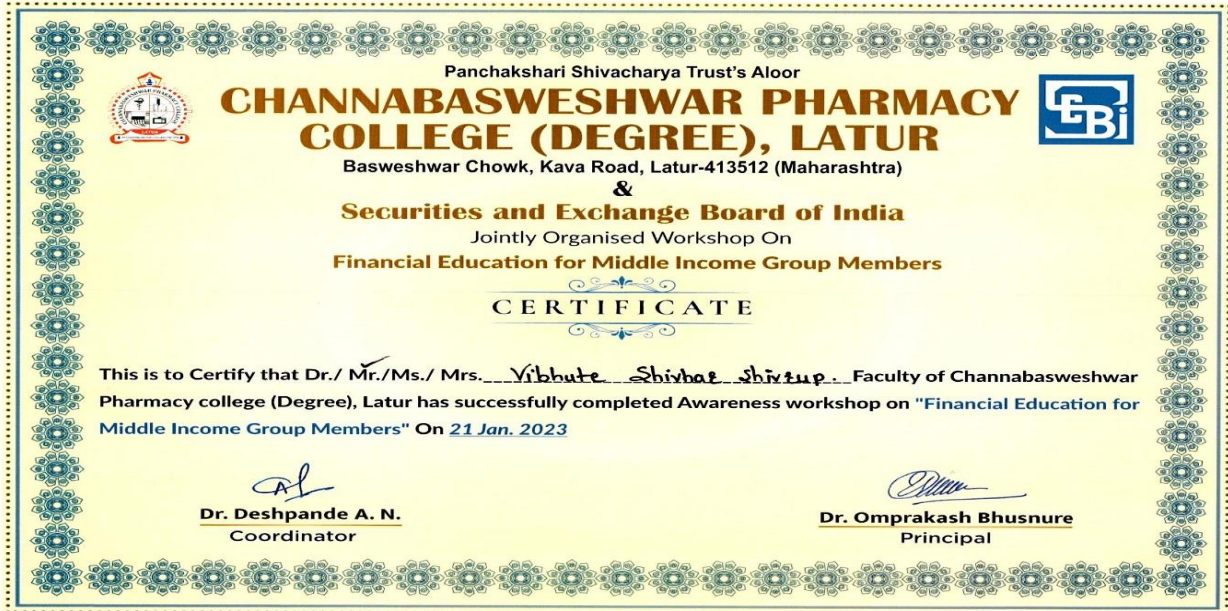 Panchakshari Shivacharya Trust's Aloor
CHANNABASWESHWAR PHARMACY
COLLEGE (DEGREE), LATUR
SEBI
LATUR
Basweshwar Chowk, Kava Road, Latur-413512 (Maharashtra)
&
Securities and Exchange Board of India
Jointly Organised Workshop On
Financial Education for Middle Income Group Members
CERTIFICATE
This is to Certify that Dr./ Mr./Ms./ Mrs. Vibhute Shivhar Shivrup. Faculty of Channabasweshwar
Pharmacy college (Degree), Latur has successfully completed Awareness workshop on "Financial Education for
Middle Income Group Members" On 21 Jan. 2023
Dr. Deshpande A. N.
Coordinator
Dr. Omprakash Bhusnure
Principal